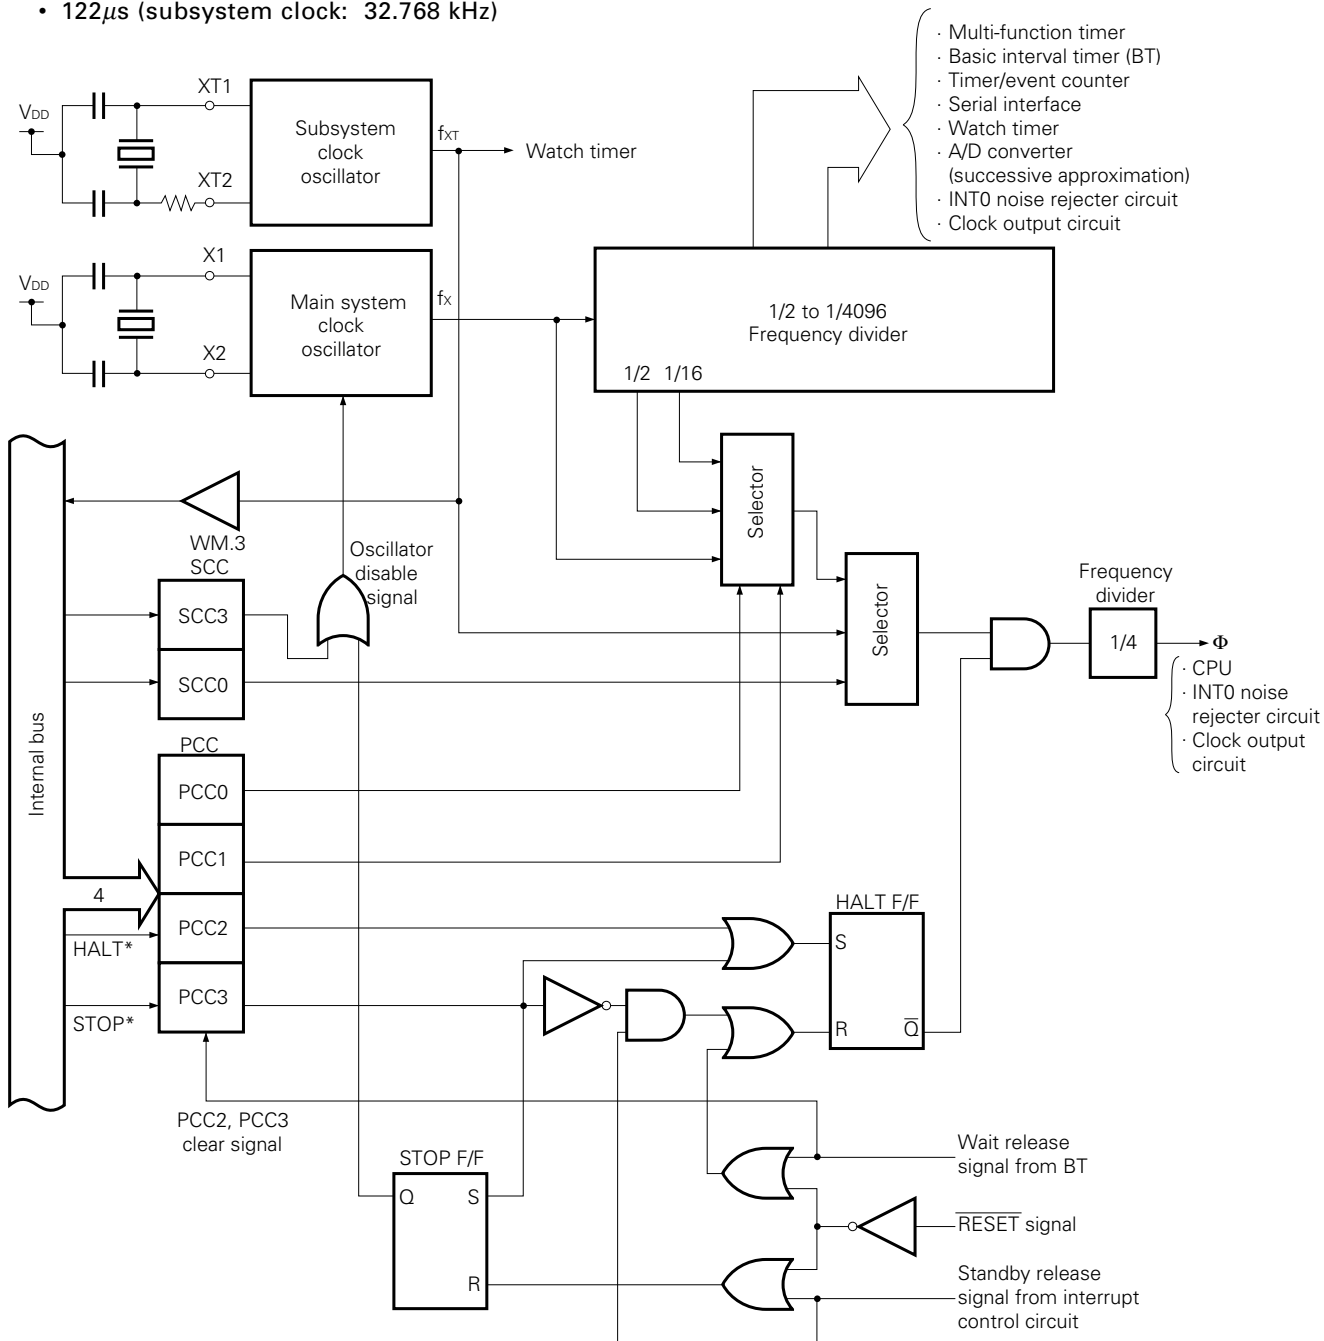 • 122μs (subsystem clock: 32.768 kHz)
· Multi-function timer
· Basic interval timer (BT)
· Timer/event counter
· Serial interface
· Watch timer
· A/D converter
(successive approximation)
· INT0 noise rejecter circuit
· Clock output circuit
VDD
XT1
XT2
Subsystem
clock
oscillator
fXT
Watch timer
VDD
X1
X2
Main system
clock
oscillator
fX
1/2 to 1/4096
Frequency divider
1/2 1/16
Selector
Selector
WM.3
Oscillator
disable
signal
SCC
SCC3
SCC0
Frequency
divider
1/4
Φ
· CPU
· INT0 noise
rejecter circuit
· Clock output
circuit
Internal bus
PCC
PCC0
PCC1
4
PCC2
HALT*
PCC3
STOP*
HALT F/F
S
R
Q̅
PCC2, PCC3
clear signal
STOP F/F
Q
S
R
Wait release
signal from BT
R̅E̅S̅E̅T̅ signal
Standby release
signal from interrupt
control circuit